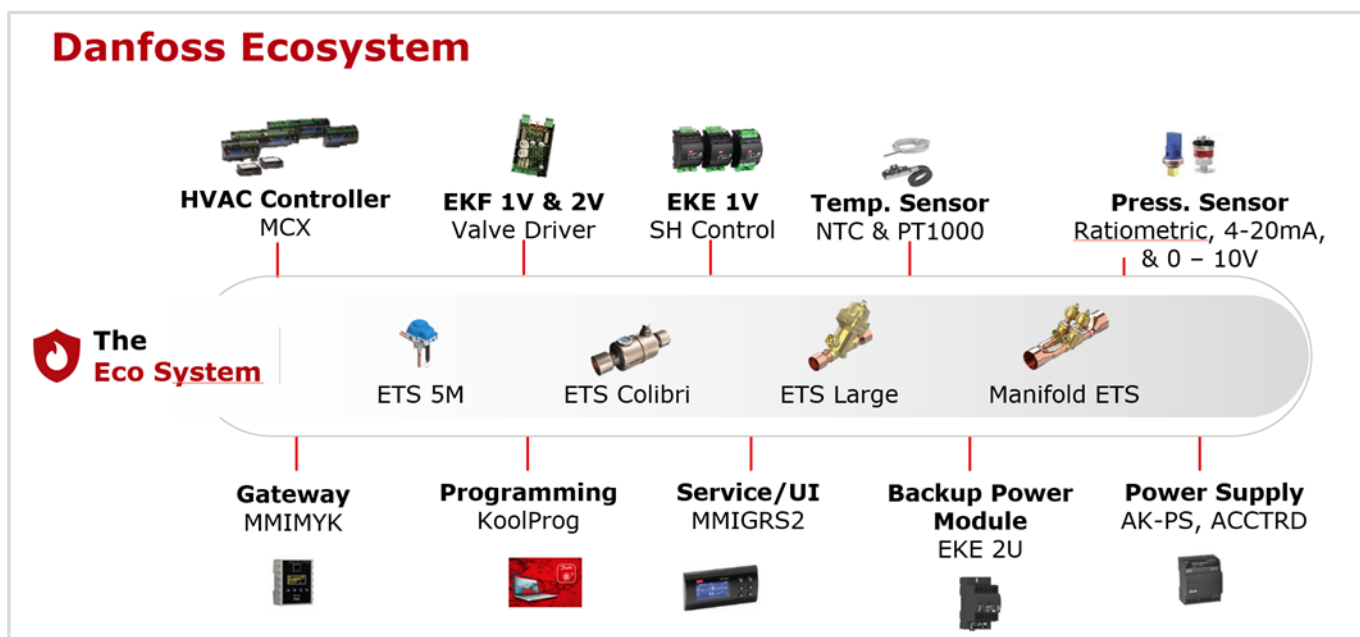 Danfoss Ecosystem
HVAC Controller
MCX
EKF 1V & 2V
Valve Driver
EKE 1V
SH Control
Temp. Sensor
NTC & PT1000
Press. Sensor
Ratiometric, 4-20mA,
& 0 – 10V
The
Eco System
ETS 5M
ETS Colibri
ETS Large
Manifold ETS
Gateway
MMIMYK
Programming
KoolProg
Service/UI
MMIGRS2
Backup Power
Module
EKE 2U
Power Supply
AK-PS, ACCTRD